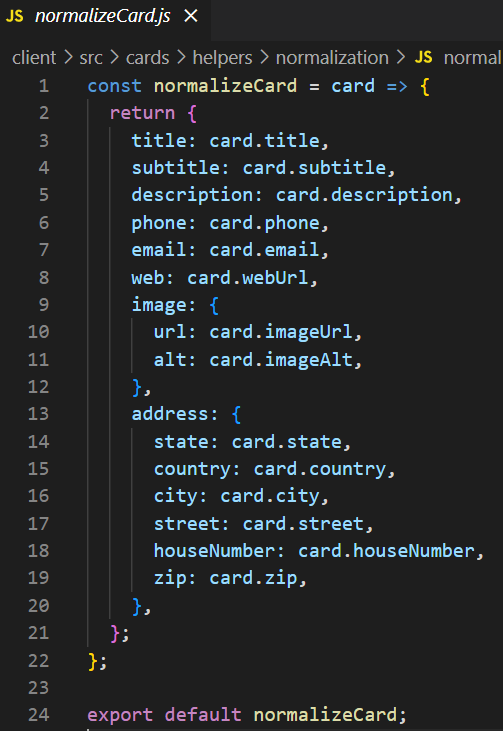 JS normalizeCard.js ×
client > src > cards > helpers > normalization > JS normal
1 const normalizeCard = card => {
2 return {
3 title: card.title,
4 subtitle: card.subtitle,
5 description: card.description,
6 phone: card.phone,
7 email: card.email,
8 web: card.webUrl,
9 image: {
10 url: card.imageUrl,
11 alt: card.imageAlt,
12 },
13 address: {
14 state: card.state,
15 country: card.country,
16 city: card.city,
17 street: card.street,
18 houseNumber: card.houseNumber,
19 zip: card.zip,
20 },
21 };
22 };
23
24 export default normalizeCard;